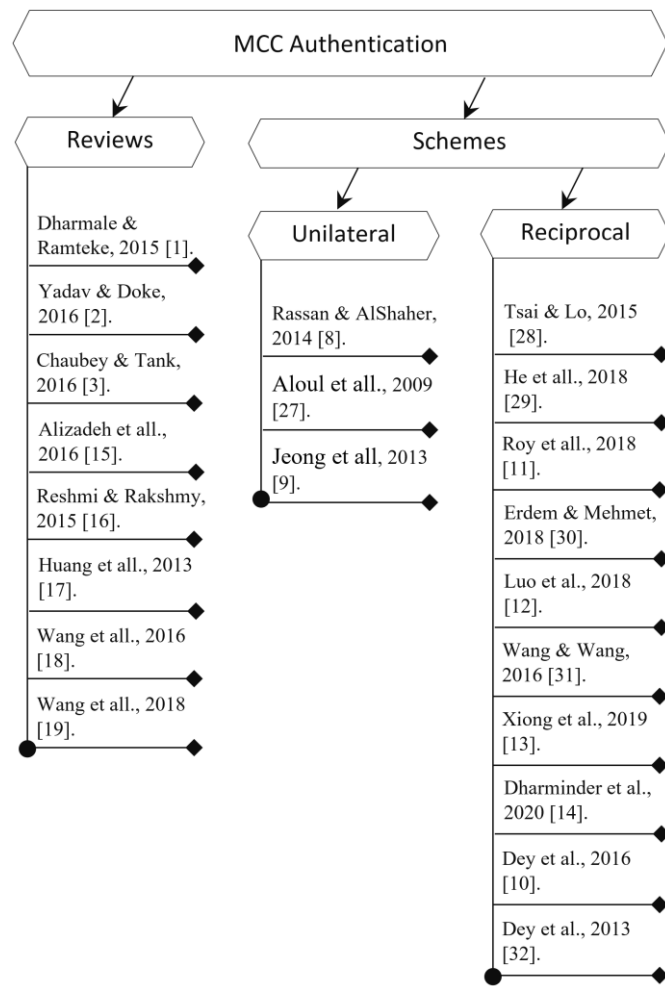 MCC Authentication
Reviews
Dharmale &
Ramteke, 2015 [1].
Yadav & Doke,
2016 [2].
Chaubey & Tank,
2016 [3].
Alizadeh et all.,
2016 [15].
Reshmi & Rakshmy,
2015 [16].
Huang et all., 2013
[17].
Wang et all., 2016
[18].
Wang et all., 2018
[19].
Schemes
Unilateral
Rassan & AlShaher,
2014 [8].
Aloul et all., 2009
[27].
Jeong et all, 2013
[9].
Reciprocal
Tsai & Lo, 2015
[28].
He et all., 2018
[29].
Roy et all., 2018
[11].
Erdem & Mehmet,
2018 [30].
Luo et al., 2018
[12].
Wang & Wang,
2016 [31].
Xiong et al., 2019
[13].
Dharminder et al.,
2020 [14].
Dey et al., 2016
[10].
Dey et al., 2013
[32].